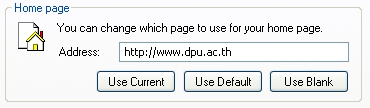 Home page
You can change which page to use for your home page.
Address: http://www.dpu.ac.th
Use Current Use Default Use Blank